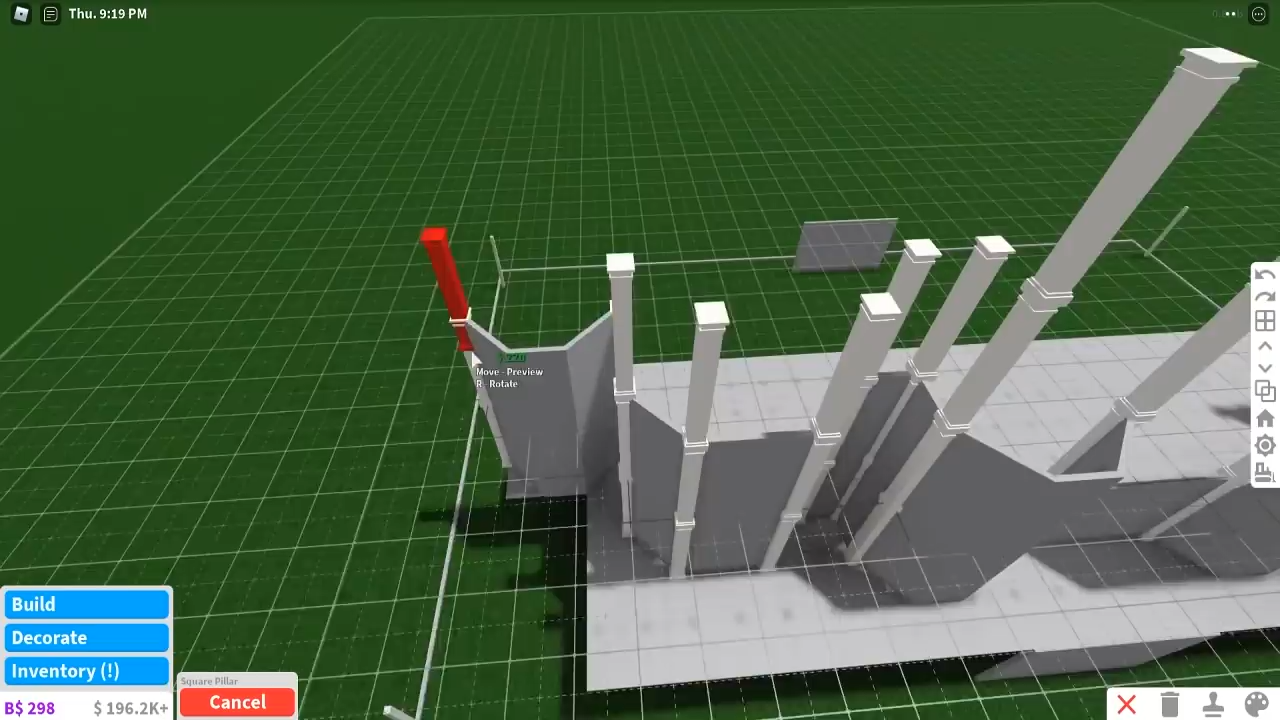 Thu. 9:19 PM
Move - Preview
R - Rotate
Build
Decorate
Inventory (!)
Square Pillar
B$ 298
$ 196.2K+
Cancel